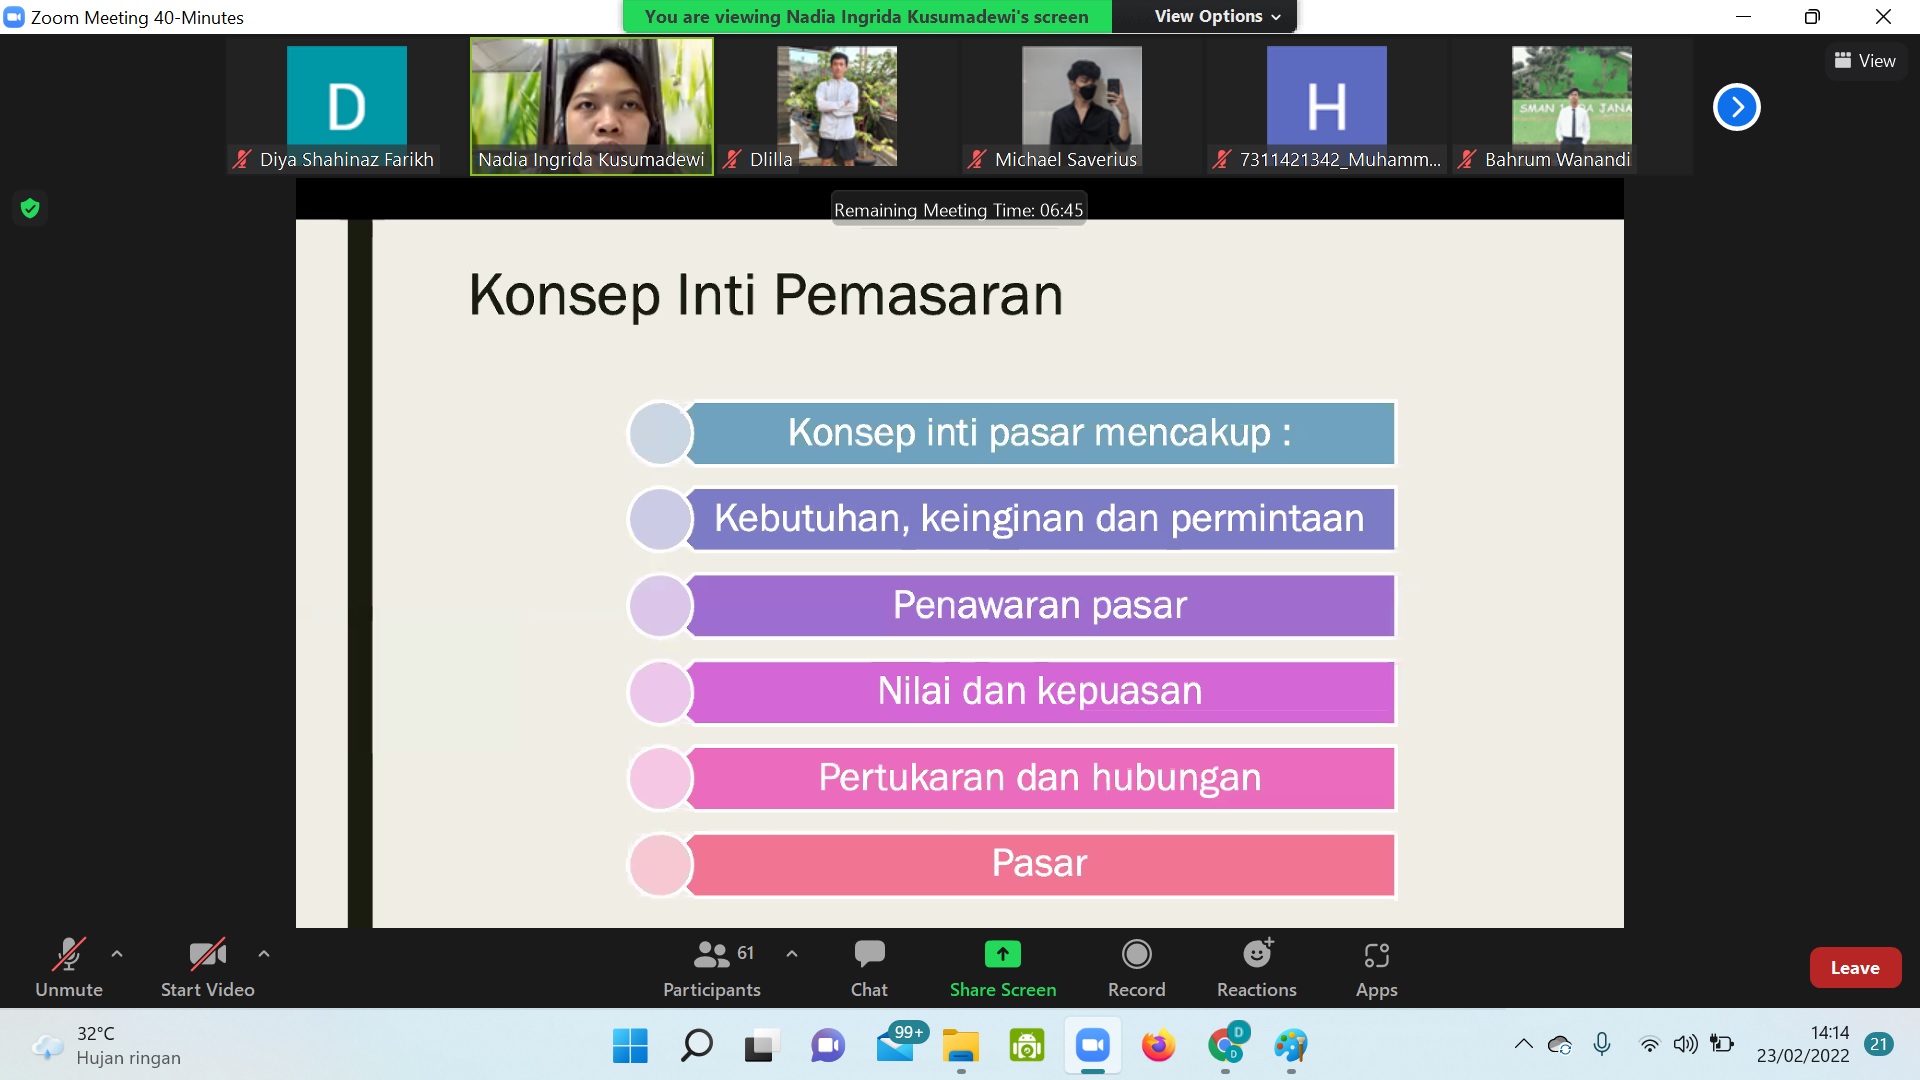 Zoom Meeting 40-Minutes
You are viewing Nadia Ingrida Kusumadewi's screen
View Options
View
D
H
SMAN
JANA
Diya Shahinaz Farikh
Nadia Ingrida Kusumadewi
Dlilla
Michael Saverius
7311421342_Muhamm...
Bahrum Wanandi
Remaining Meeting Time: 06:45
Konsep Inti Pemasaran
Konsep inti pasar mencakup :
Kebutuhan, keinginan dan permintaan
Penawaran pasar
Nilai dan kepuasan
Pertukaran dan hubungan
Pasar
61
Unmute
Start Video
Participants
Chat
Share Screen
Record
Reactions
Apps
Leave
32°C
Hujan ringan
99+
D
D
14:14
23/02/2022
21